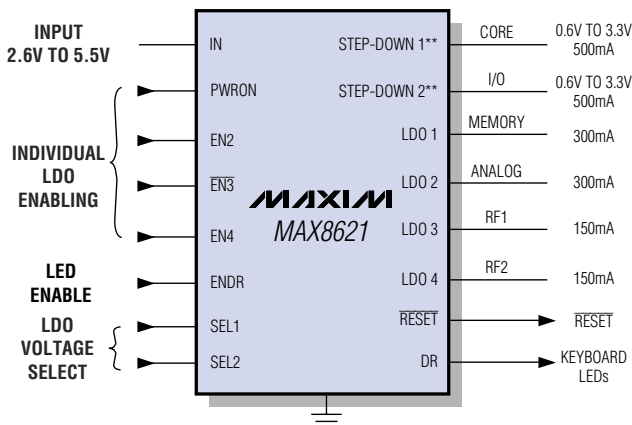 INPUT
2.6V TO 5.5V
INDIVIDUAL
LDO
ENABLING
LED
ENABLE
LDO
VOLTAGE
SELECT
IN
PWRON
EN2
EN3
EN4
ENDR
SEL1
SEL2
MAXIM
MAX8621
STEP-DOWN 1**
STEP-DOWN 2**
LDO 1
LDO 2
LDO 3
LDO 4
RESET
DR
CORE
I/O
MEMORY
ANALOG
RF1
RF2
0.6V TO 3.3V
500mA
0.6V TO 3.3V
500mA
300mA
300mA
150mA
150mA
RESET
KEYBOARD
LEDs